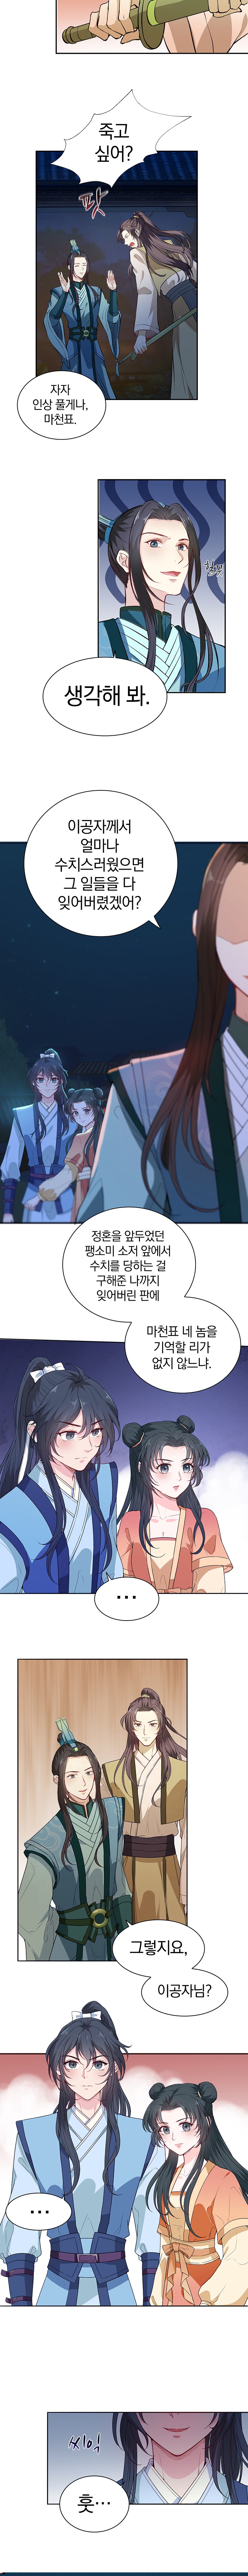 죽고
싶어?
팟
자자
인상 풀게나,
마천표.
힐끗
생각해 봐.
이공자께서
얼마나
수치스러웠으면
그 일들을 다
잊어버렸겠어?
정혼을 앞두었던
팽소미 소저 앞에서
수치를 당하는 걸
구해준 나까지
잊어버린 판에
마천표 네 놈을
기억할 리가
없지 않느냐.
...
그렇지요,
이공자님?
...
씨익
훗...